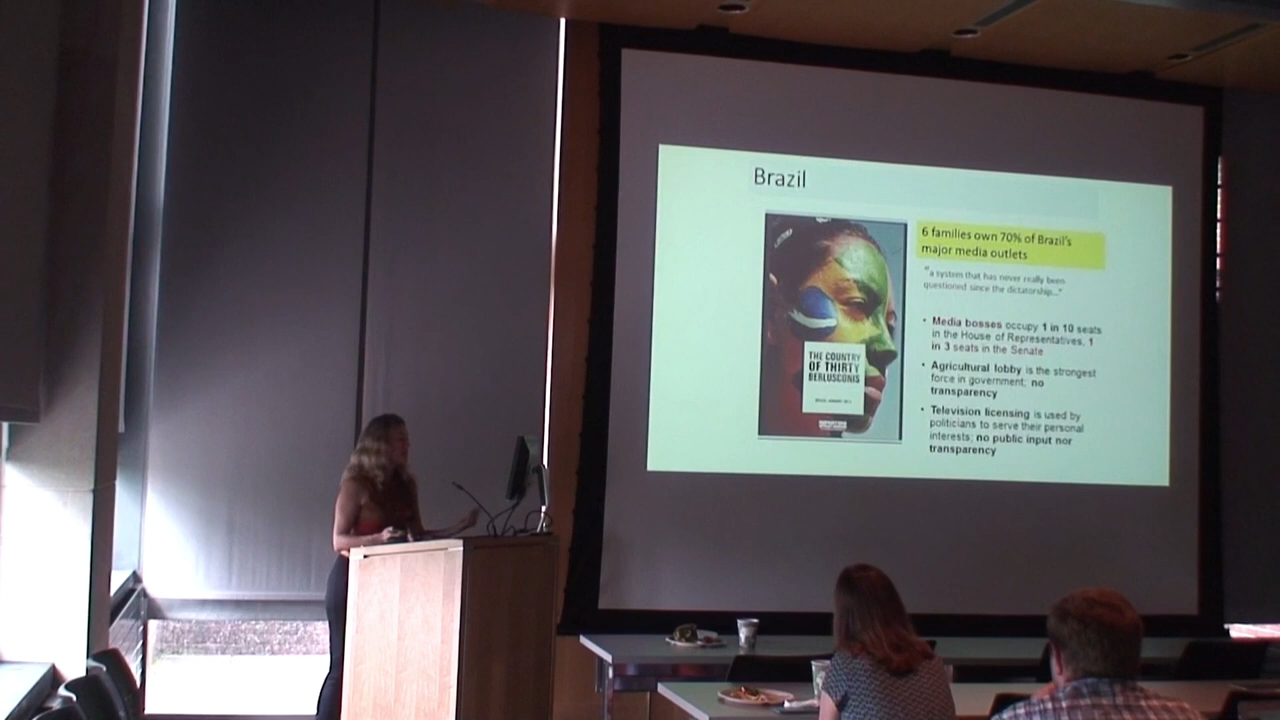 Brazil
6 families own 70% of Brazil's
major media outlets
"a system that has never really been
questioned since the dictatorship..."
THE COUNTRY
OF THIRTY
BERLUSCONIS
• Media bosses occupy 1 in 10 seats
in the House of Representatives, 1
in 3 seats in the Senate
• Agricultural lobby is the strongest
force in government; no
transparency
• Television licensing is used by
politicians to serve their personal
interests; no public input nor
transparency